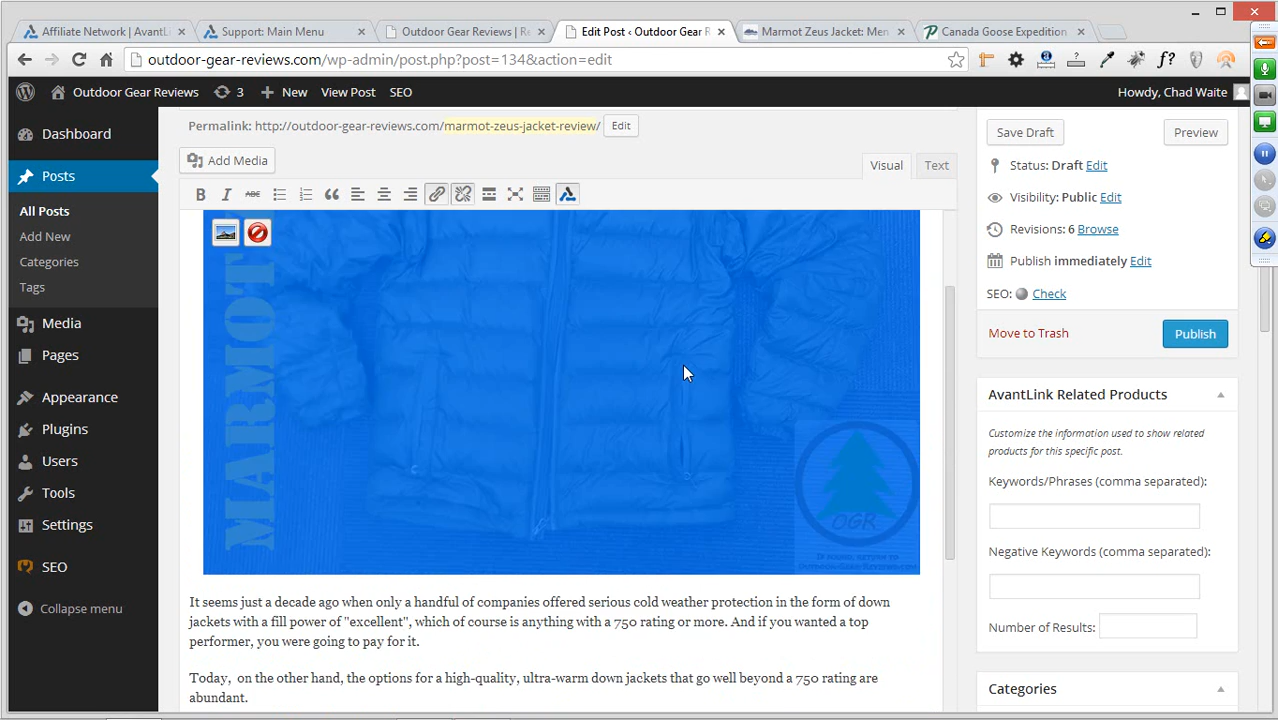 Affiliate Network | AvantL
Support: Main Menu
Outdoor Gear Reviews | R
Edit Post ‹ Outdoor Gear R
Marmot Zeus Jacket: Men
Canada Goose Expedition
outdoor-gear-reviews.com/wp-admin/post.php?post=134&action=edit
f?
Outdoor Gear Reviews
3
New
View Post
SEO
Howdy, Chad Waite
Dashboard
Posts
All Posts
Add New
Categories
Tags
Media
Pages
Appearance
Plugins
Users
Tools
Settings
SEO
Collapse menu
Permalink: http://outdoor-gear-reviews.com/marmot-zeus-jacket-review/ Edit
Add Media
Visual
Text
B I ABC
MARMOT
OGR
If found, return to
Outdoor-Gear-Reviews.com
It seems just a decade ago when only a handful of companies offered serious cold weather protection in the form of down
jackets with a fill power of "excellent", which of course is anything with a 750 rating or more. And if you wanted a top
performer, you were going to pay for it.
Today, on the other hand, the options for a high-quality, ultra-warm down jackets that go well beyond a 750 rating are
abundant.
Save Draft
Preview
Status: Draft Edit
Visibility: Public Edit
Revisions: 6 Browse
Publish immediately Edit
SEO: Check
Move to Trash
Publish
AvantLink Related Products
Customize the information used to show related
products for this specific post.
Keywords/Phrases (comma separated):
Negative Keywords (comma separated):
Number of Results:
Categories